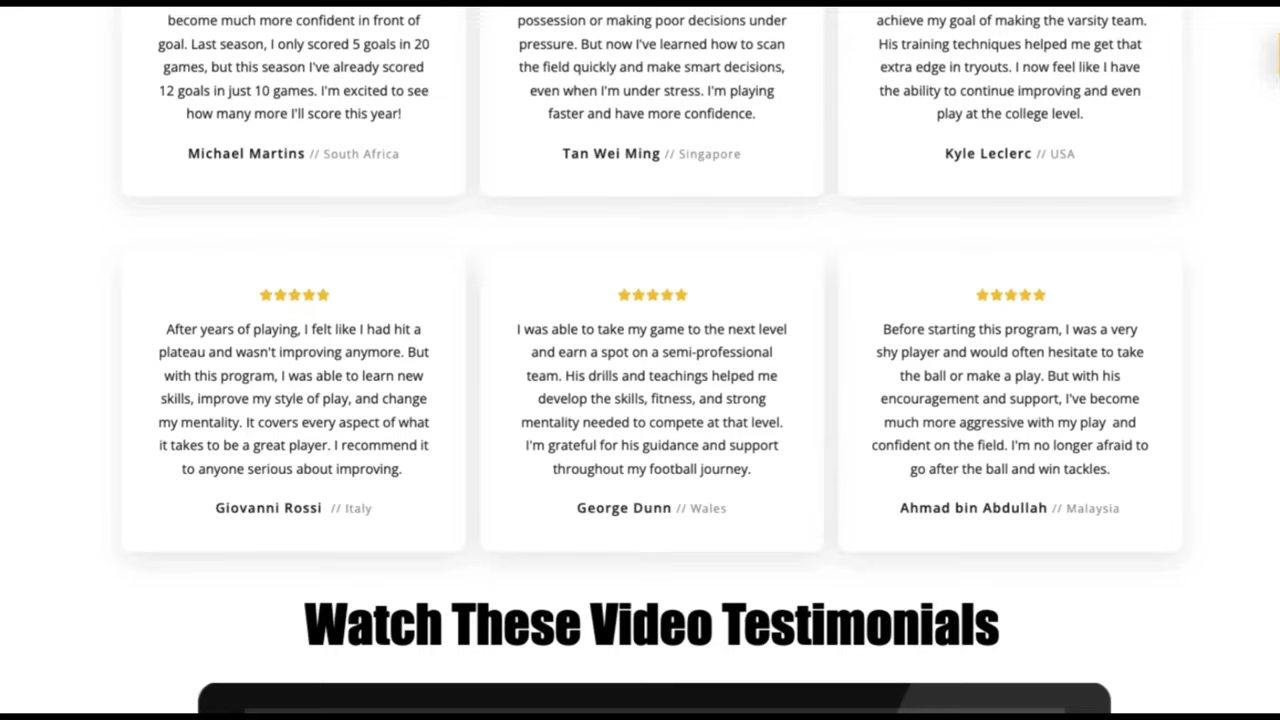 become much more confident in front of
goal. Last season, I only scored 5 goals in 20
games, but this season I've already scored
12 goals in just 10 games. I'm excited to see
how many more I'll score this year!
Michael Martins // South Africa
possession or making poor decisions under
pressure. But now I've learned how to scan
the field quickly and make smart decisions,
even when I'm under stress. I'm playing
faster and have more confidence.
Tan Wei Ming // Singapore
achieve my goal of making the varsity team.
His training techniques helped me get that
extra edge in tryouts. I now feel like I have
the ability to continue improving and even
play at the college level.
Kyle Leclerc // USA
After years of playing, I felt like I had hit a
plateau and wasn't improving anymore. But
with this program, I was able to learn new
skills, improve my style of play, and change
my mentality. It covers every aspect of what
it takes to be a great player. I recommend it
to anyone serious about improving.
Giovanni Rossi // Italy
I was able to take my game to the next level
and earn a spot on a semi-professional
team. His drills and teachings helped me
develop the skills, fitness, and strong
mentality needed to compete at that level.
I'm grateful for his guidance and support
throughout my football journey.
George Dunn // Wales
Before starting this program, I was a very
shy player and would often hesitate to take
the ball or make a play. But with his
encouragement and support, I've become
much more aggressive with my play and
confident on the field. I'm no longer afraid to
go after the ball and win tackles.
Ahmad bin Abdullah // Malaysia
Watch These Video Testimonials